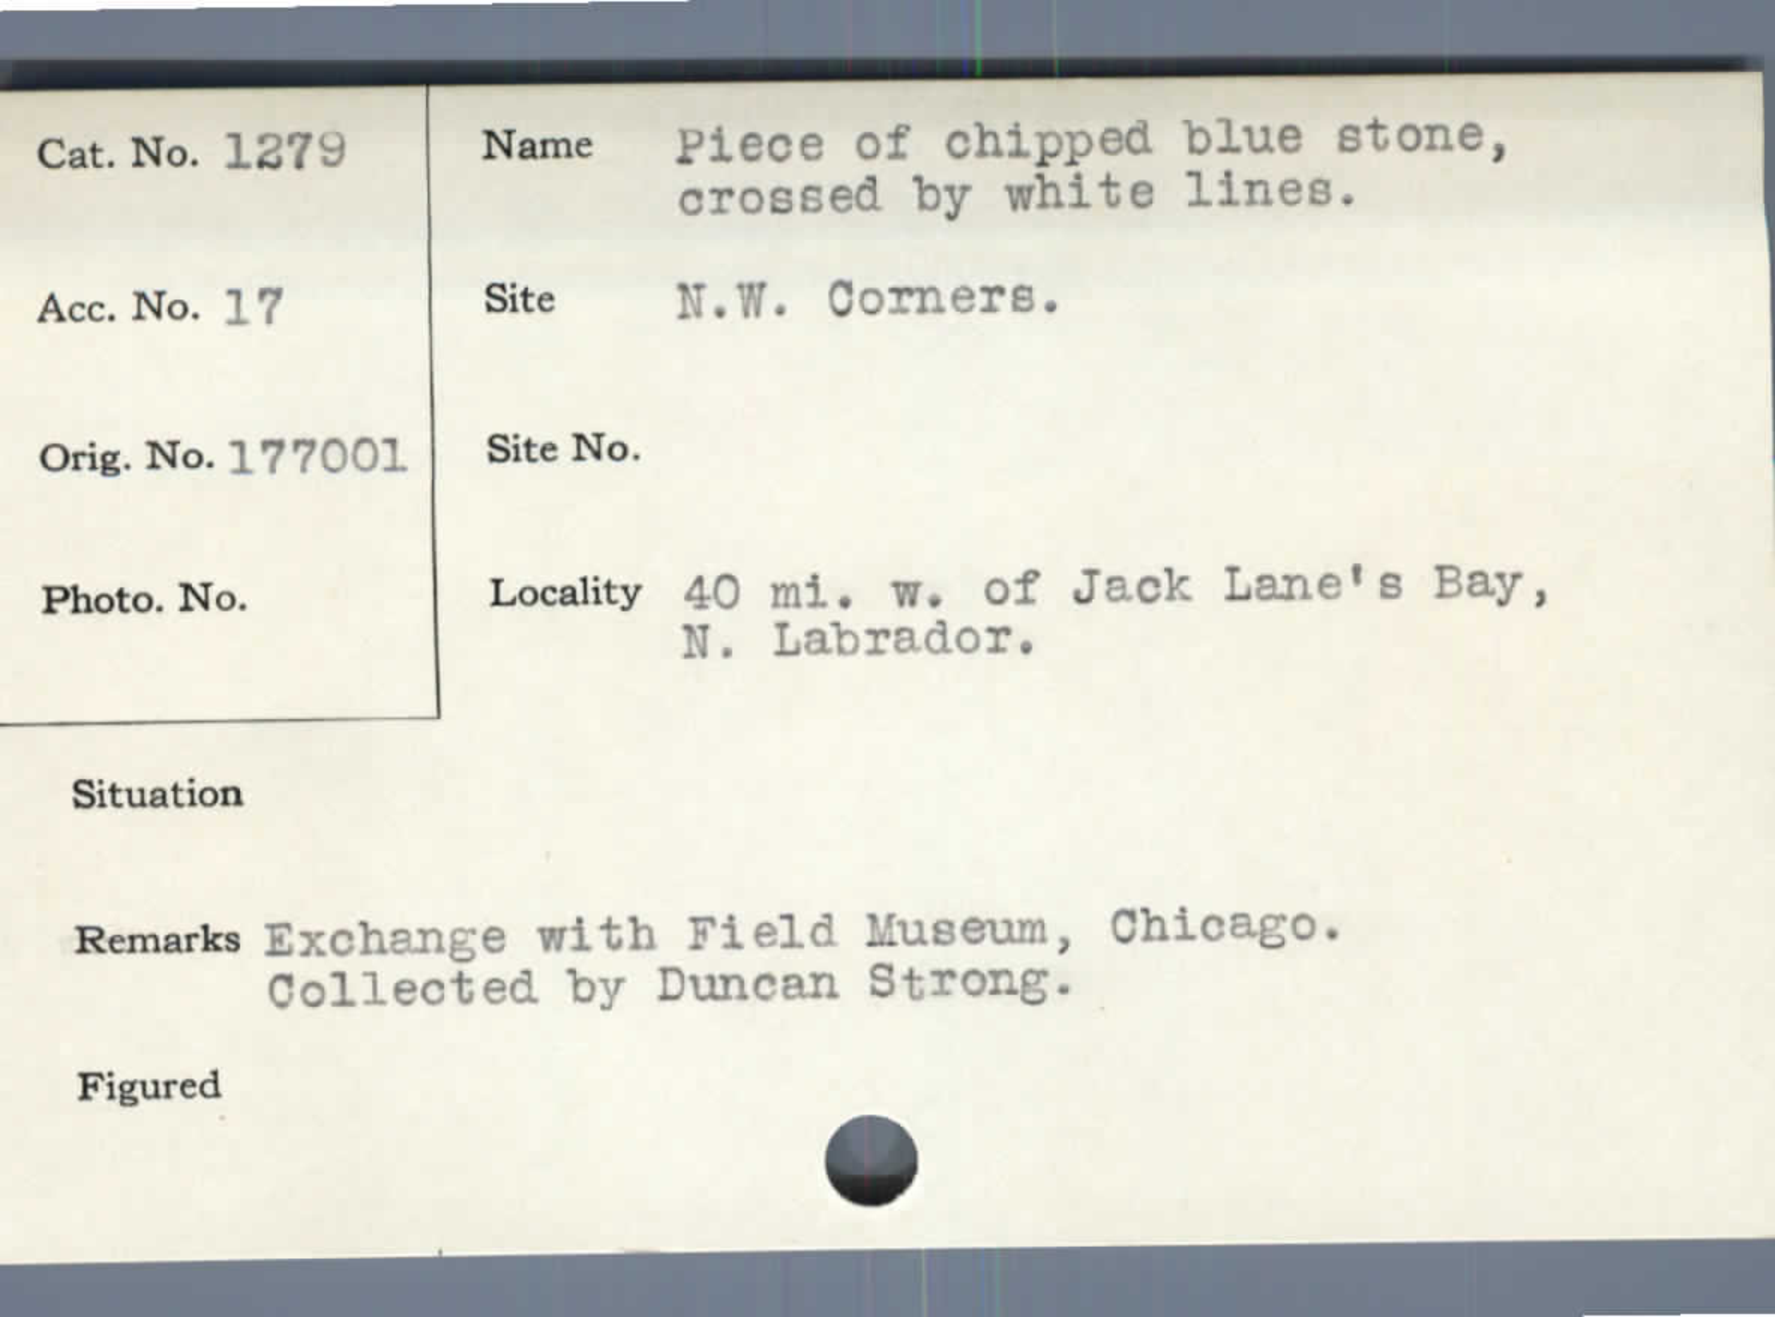 Cat. No. 1279
Name Piece of chipped blue stone,
crossed by white lines.
Acc. No. 17
Site N.W. Corners.
Orig. No. 177001
Site No.
Photo. No.
Locality 40 mi. w. of Jack Lane's Bay,
N. Labrador.
Situation
Remarks Exchange with Field Museum, Chicago.
Collected by Duncan Strong.
Figured